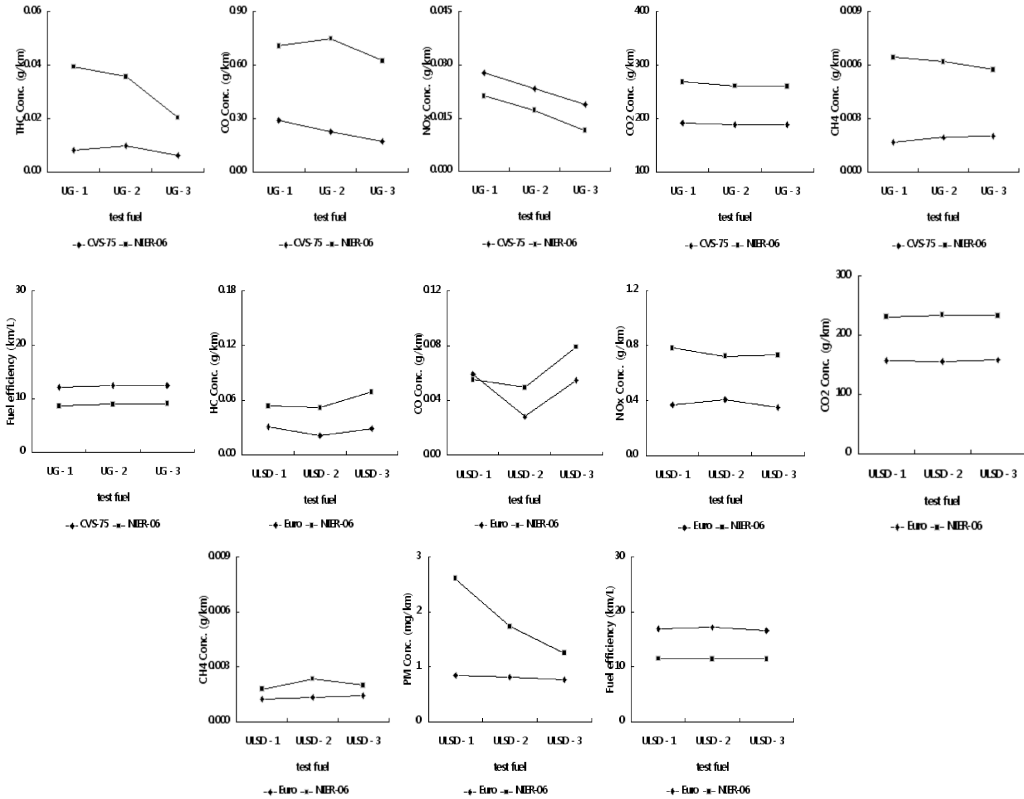 THC Conc. (g/km)
0.06
0.04
0.02
0.00
UG - 1 UG - 2 UG - 3
test fuel
CVS-75 NIER-06
CO Conc. (g/km)
0.90
0.60
0.30
0.00
UG - 1 UG - 2 UG - 3
test fuel
CVS-75 NIER-06
NOx Conc. (g/km)
0.045
0.030
0.015
0.000
UG - 1 UG - 2 UG - 3
test fuel
CVS-75 NIER-06
CO2 Conc. (g/km)
400
300
200
100
UG - 1 UG - 2 UG - 3
test fuel
CVS-75 NIER-06
CH4 Conc. (g/km)
0.009
0.006
0.003
0.000
UG - 1 UG - 2 UG - 3
test fuel
CVS-75 NIER-06
Fuel efficiency (km/L)
30
20
10
0
UG - 1 UG - 2 UG - 3
test fuel
CVS-75 NIER-06
HC Conc. (g/km)
0.18
0.12
0.06
0.00
ULSD - 1 ULSD - 2 ULSD - 3
test fuel
Euro NIER-06
CO Conc. (g/km)
0.12
0.008
0.004
0.00
ULSD - 1 ULSD - 2 ULSD - 3
test fuel
Euro NIER-06
NOx Conc. (g/km)
1.2
0.8
0.4
0.0
ULSD - 1 ULSD - 2 ULSD - 3
test fuel
Euro NIER-06
CO2 Conc. (g/km)
300
200
100
0
ULSD - 1 ULSD - 2 ULSD - 3
test fuel
Euro NIER-06
CH4 Conc. (g/km)
0.009
0.006
0.003
0.000
ULSD - 1 ULSD - 2 ULSD - 3
test fuel
Euro NIER-06
PM Conc. (mg/km)
3
2
1
0
ULSD - 1 ULSD - 2 ULSD - 3
test fuel
Euro NIER-06
Fuel efficiency (km/L)
30
20
10
0
ULSD - 1 ULSD - 2 ULSD - 3
test fuel
Euro NIER-06